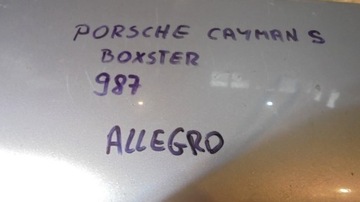 PORSCHE CAYMAN S
BOXSTER
987
ALLEGRO